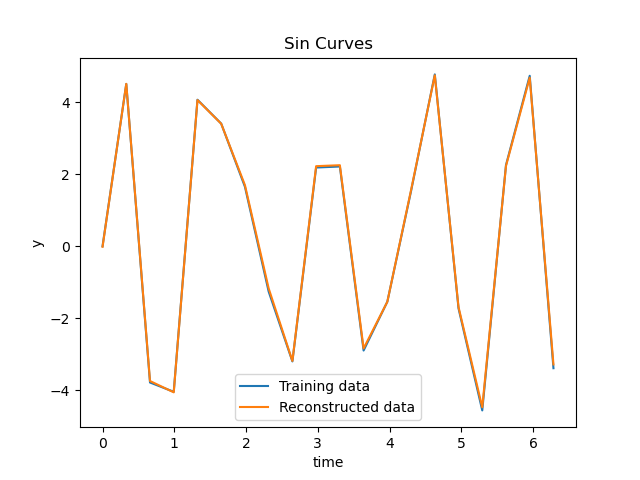 Sin Curves
4
2
0
−2
−4
y
Training data
Reconstructed data
0 1 2 3 4 5 6
time